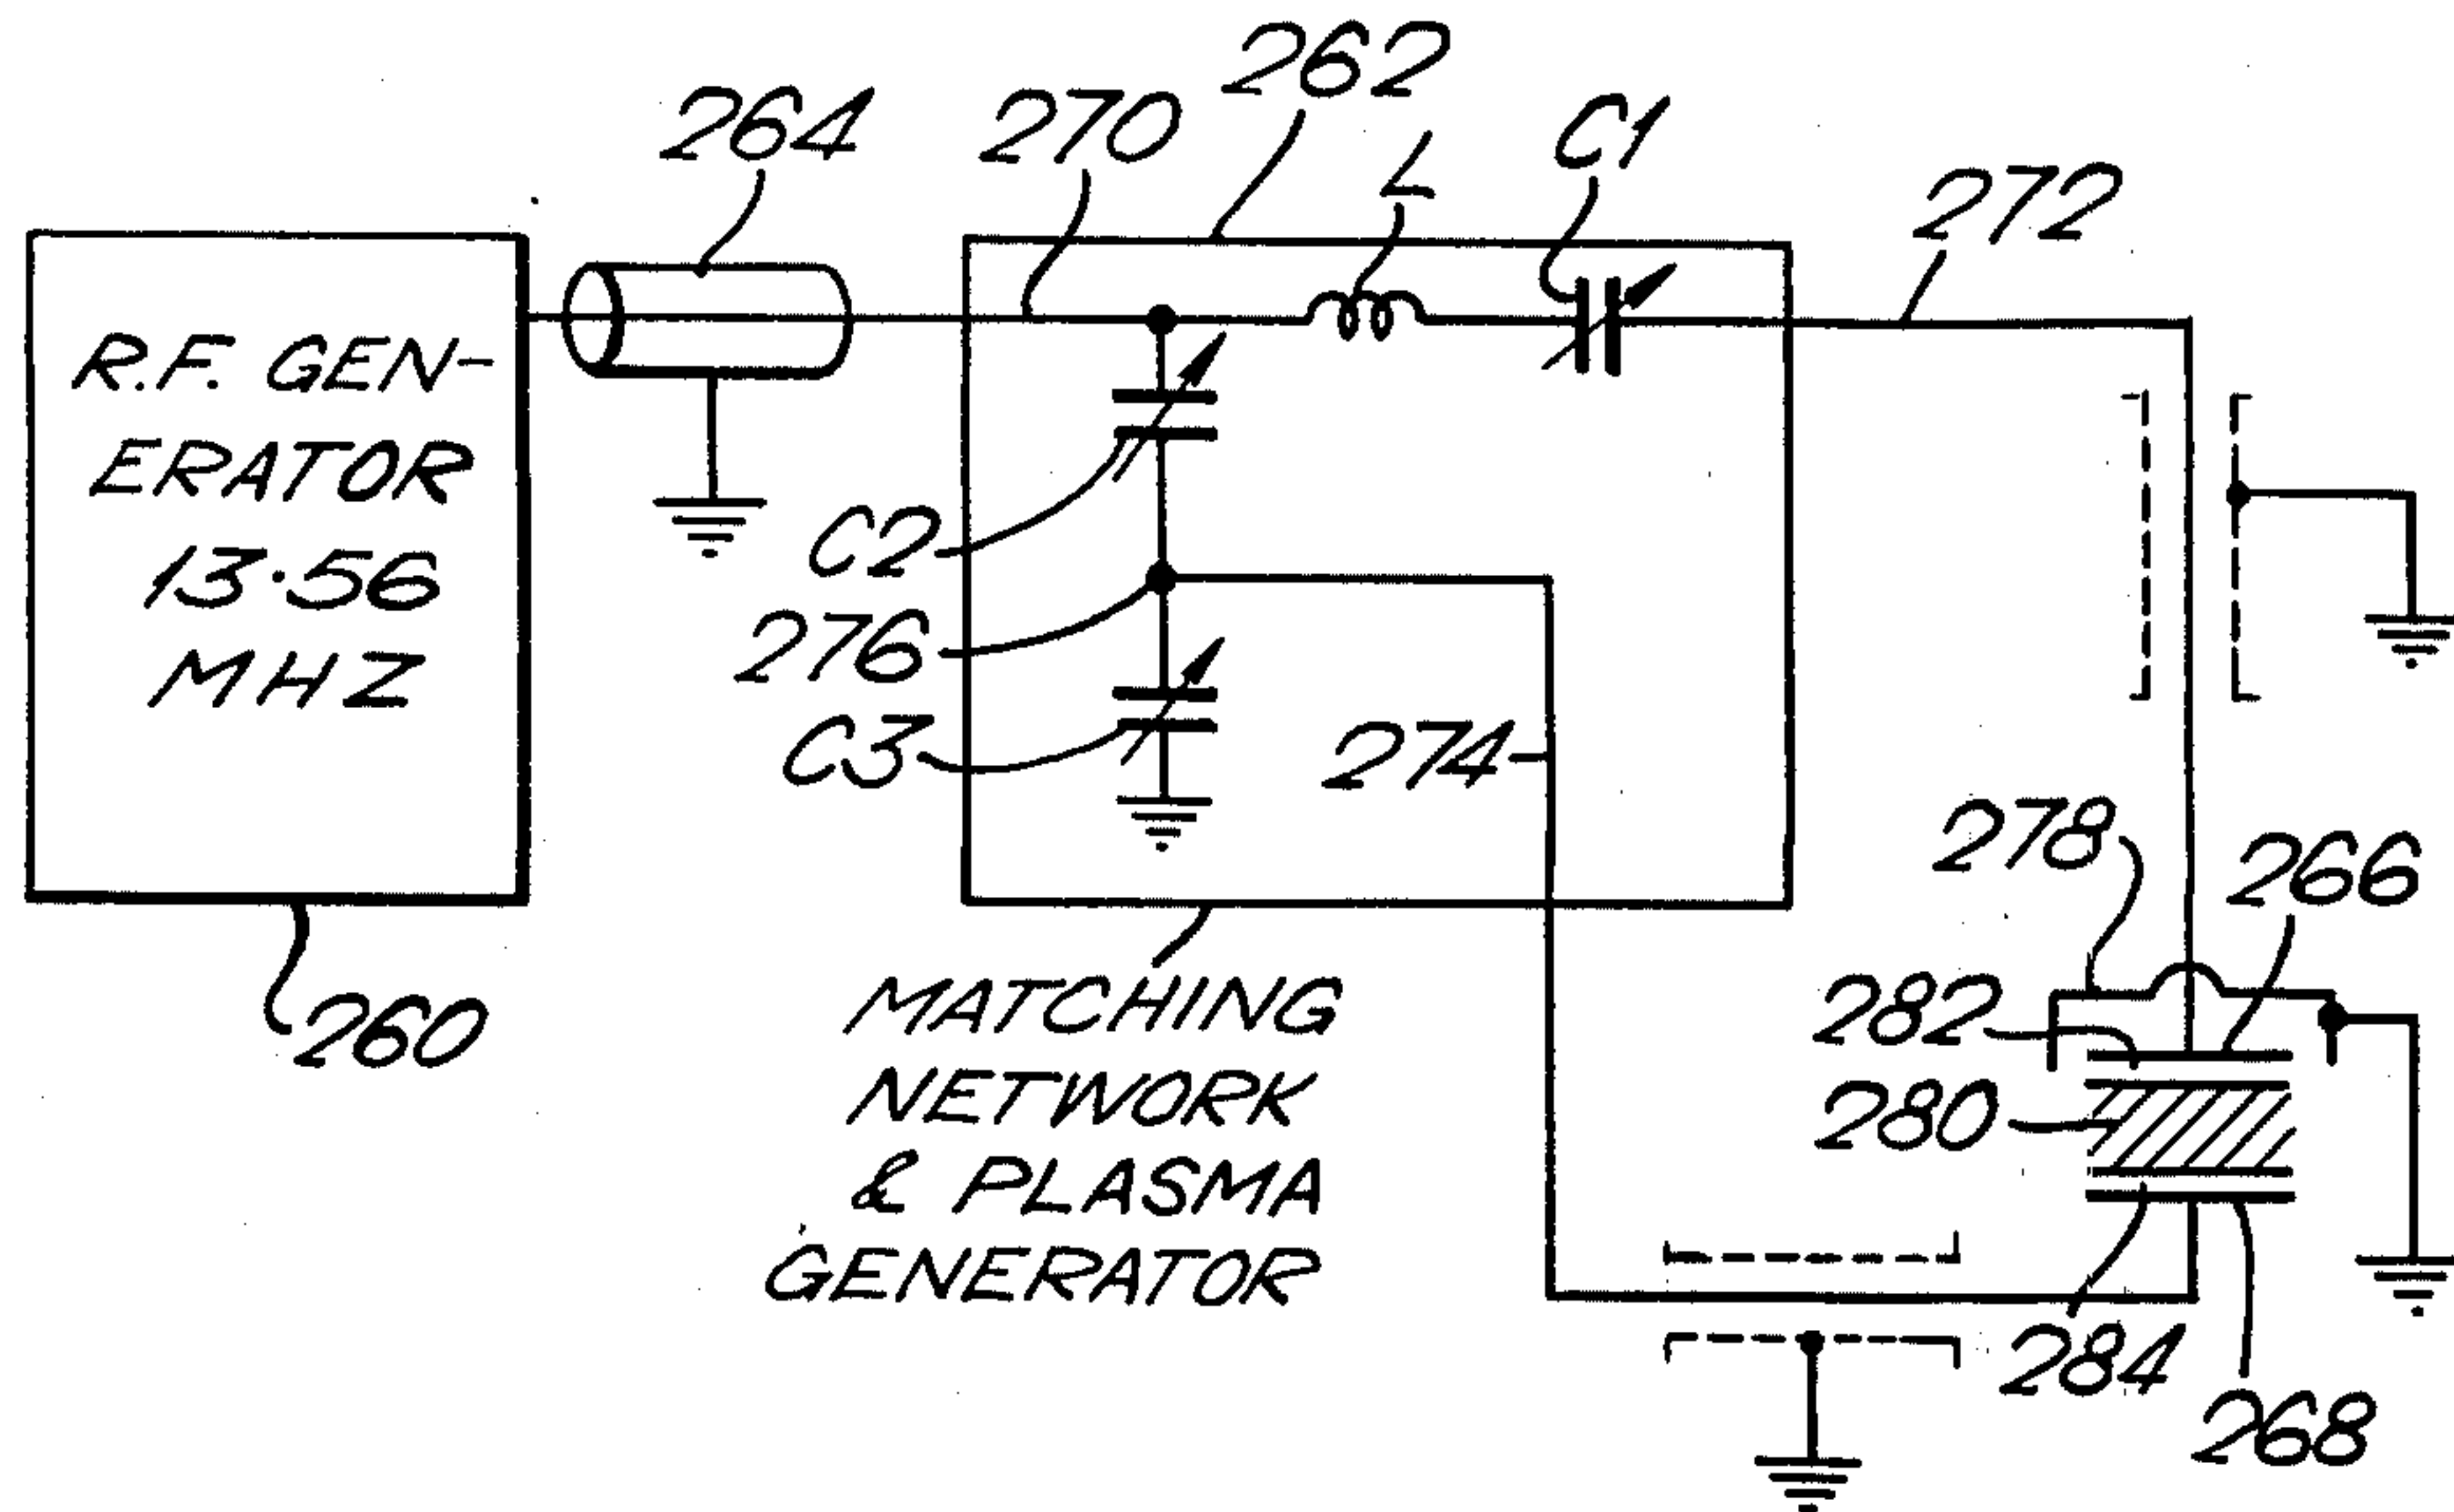 262
264
270
L
C1
272
R.F. GEN-
ERATOR
13.56
MHZ
C2
276
C3
274
278
266
260
282
280
MATCHING
NETWORK
& PLASMA
GENERATOR
284
268